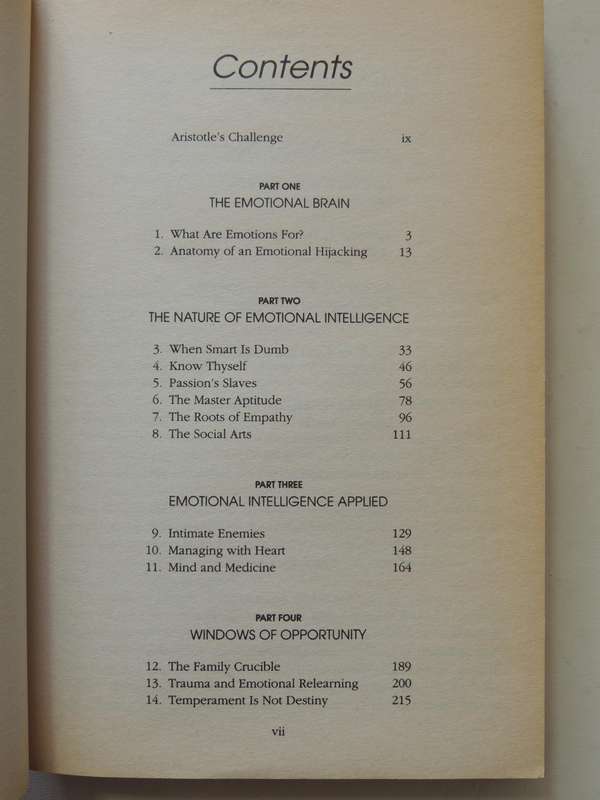 Contents
Aristotle's Challenge ix
PART ONE
THE EMOTIONAL BRAIN
1. What Are Emotions For? 3
2. Anatomy of an Emotional Hijacking 13
PART TWO
THE NATURE OF EMOTIONAL INTELLIGENCE
3. When Smart Is Dumb 33
4. Know Thyself 46
5. Passion's Slaves 56
6. The Master Aptitude 78
7. The Roots of Empathy 96
8. The Social Arts 111
PART THREE
EMOTIONAL INTELLIGENCE APPLIED
9. Intimate Enemies 129
10. Managing with Heart 148
11. Mind and Medicine 164
PART FOUR
WINDOWS OF OPPORTUNITY
12. The Family Crucible 189
13. Trauma and Emotional Relearning 200
14. Temperament Is Not Destiny 215
vii